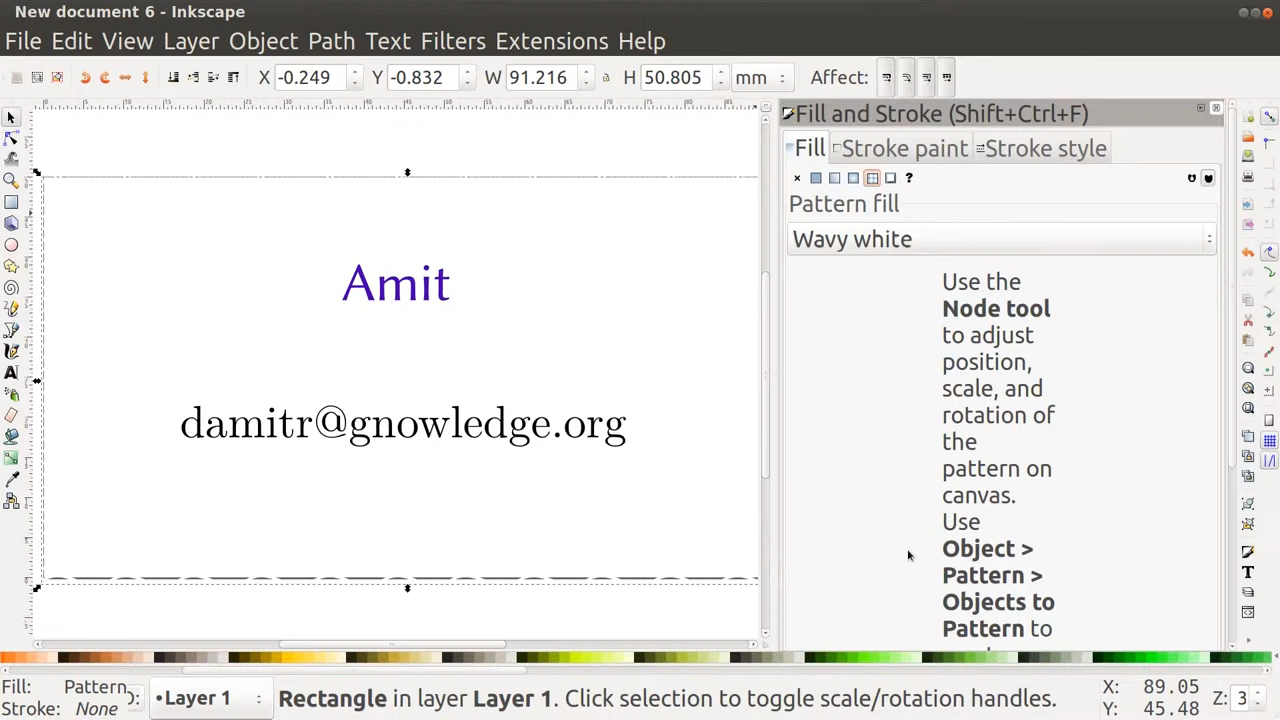 New document 6 - Inkscape
File Edit View Layer Object Path Text Filters Extensions Help
X -0.249 Y -0.832 W 91.216 H 50.805 mm Affect:
Fill and Stroke (Shift+Ctrl+F)
Fill Stroke paint Stroke style
Pattern fill
Wavy white
Use the
Node tool
to adjust
position,
scale, and
rotation of
the
pattern on
canvas.
Use
Object >
Pattern >
Objects to
Pattern to
Amit
damitr@gnowledge.org
Fill: Pattern
Stroke: None
•Layer 1
Rectangle in layer Layer 1. Click selection to toggle scale/rotation handles.
X: 89.05
Y: 45.48
Z: 3